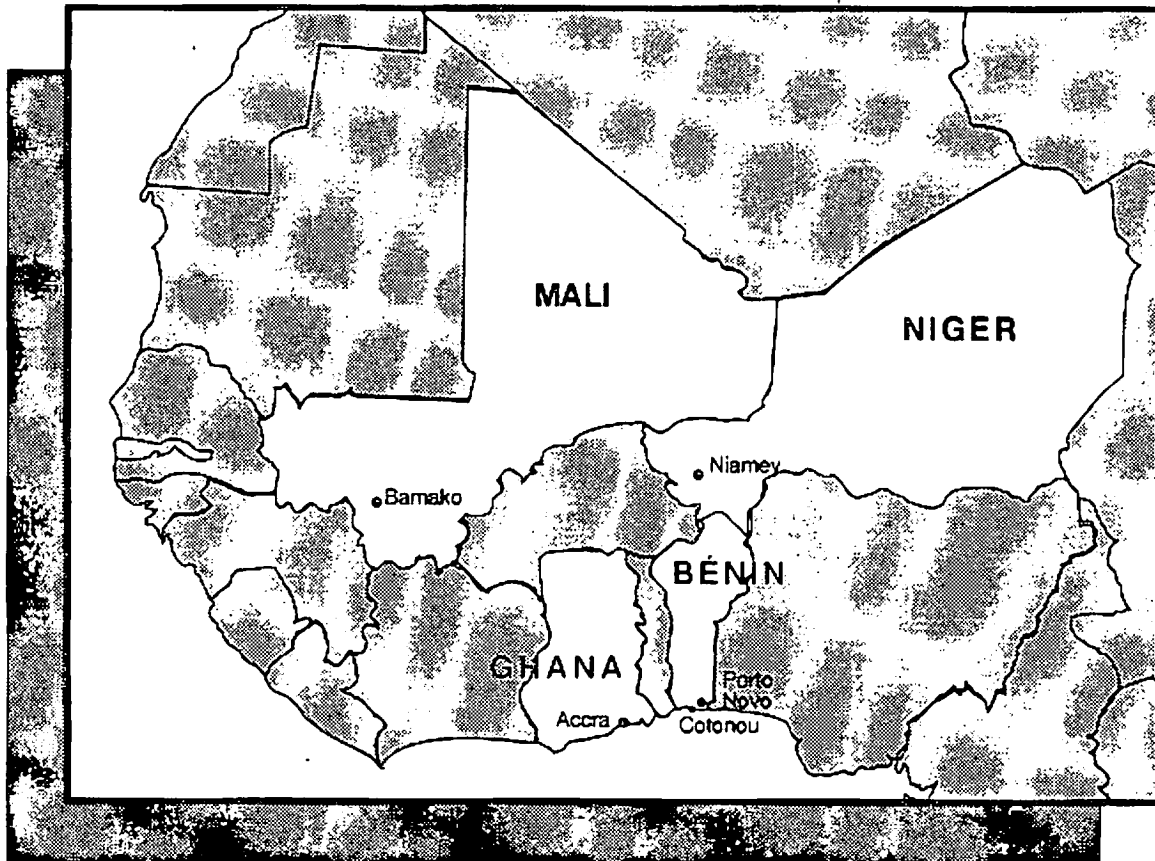 MALI
NIGER
Niamey
Bamako
BÉNIN
GHANA
Porto
Novo
Accra
Cotonou